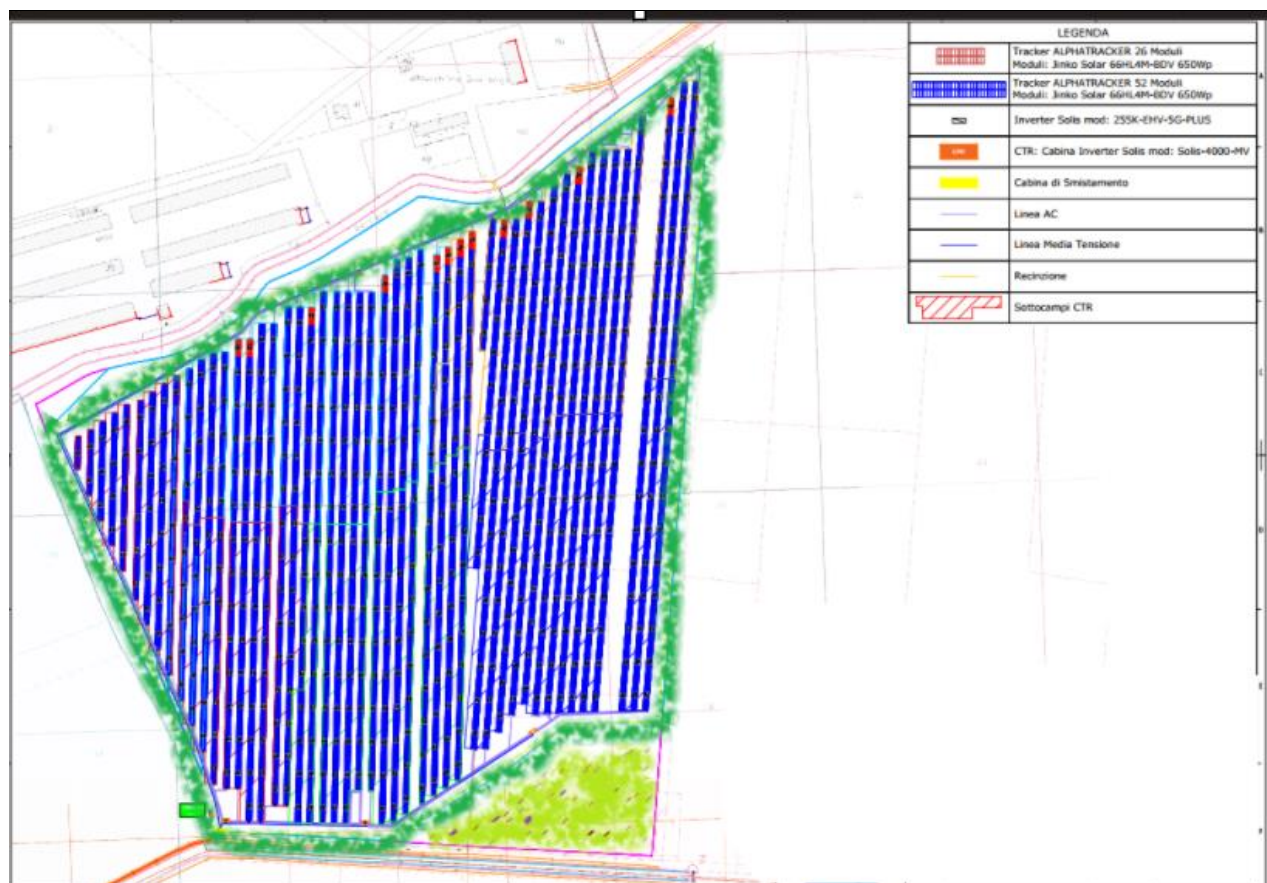 LEGENDA
Tracker ALPHATRACKER 26 Moduli
Moduli: Jinko Solar 66HL4M-BDV 650Wp
Tracker ALPHATRACKER 52 Moduli
Moduli: Jinko Solar 66HL4M-BDV 650Wp
Inverter Solis mod: 255K-EHV-5G-PLUS
CTR: Cabina Inverter Solis mod: Solis-4000-MV
Cabina di Smistamento
Linea AC
Linea Media Tensione
Recinzione
Sottocampi CTR
A
B
C
D
E
F